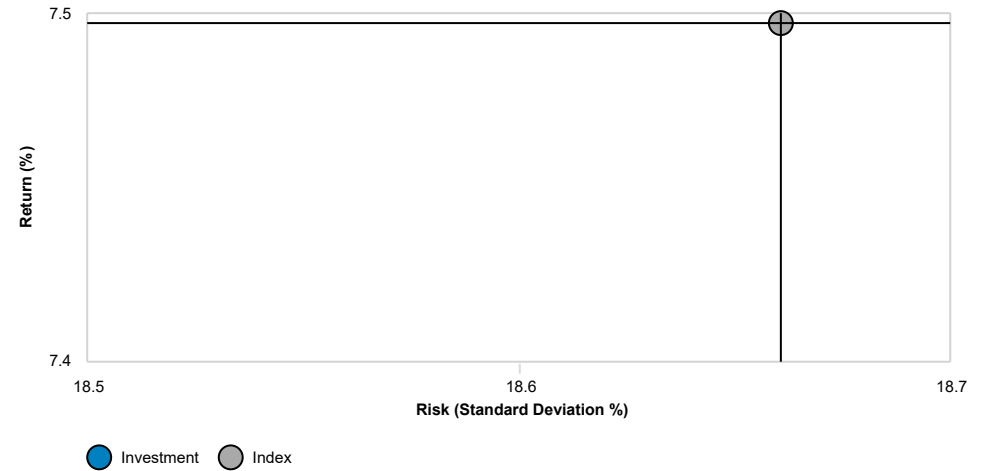 7.5
Return (%)
7.4
18.5 18.6 18.7
Risk (Standard Deviation %)
Investment Index